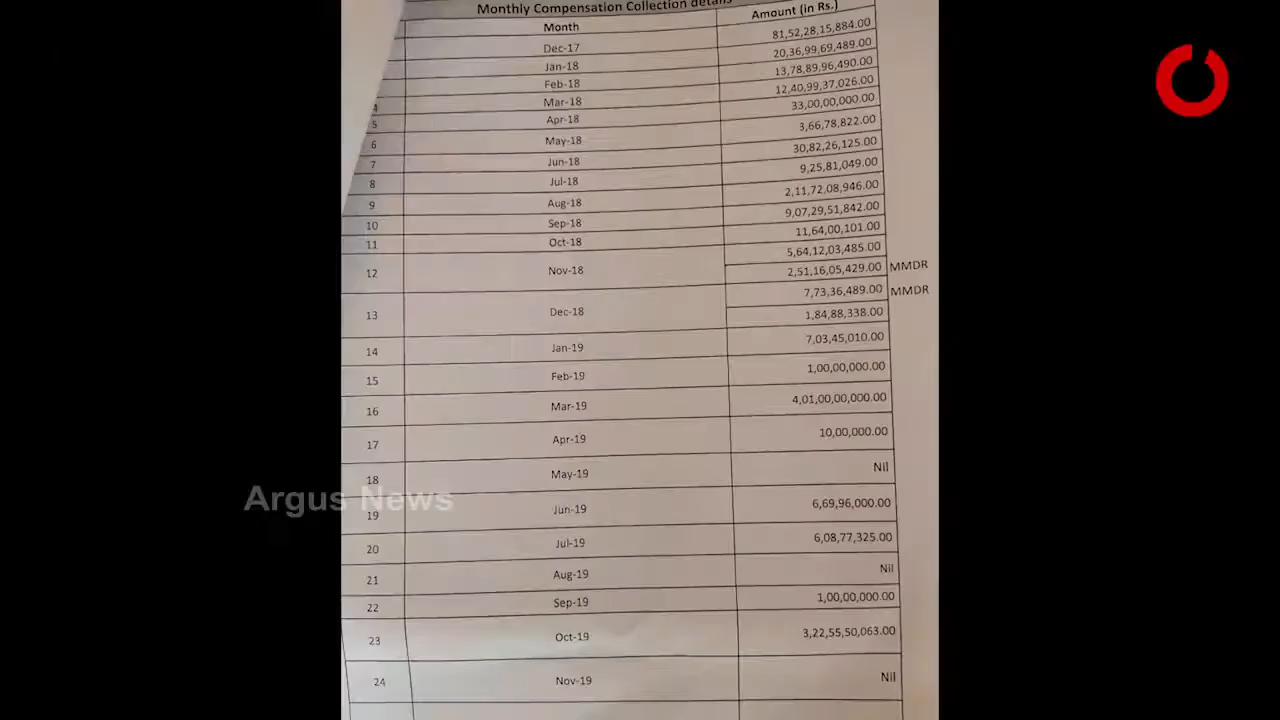 Monthly Compensation Collection details
Month Amount (in Rs.)
Dec-17 81,52,28,15,884.00
Jan-18 20,36,99,69,489.00
Feb-18 13,78,89,96,490.00
4 Mar-18 12,40,99,37,026.00
5 Apr-18 33,00,00,000.00
6 May-18 3,66,78,822.00
7 Jun-18 30,82,26,125.00
8 Jul-18 9,25,81,049.00
9 Aug-18 2,11,72,08,946.00
10 Sep-18 9,07,29,51,842.00
11 Oct-18 11,64,00,101.00
12 Nov-18 5,64,12,03,485.00
2,51,16,05,429.00 MMDR
13 Dec-18 7,73,36,489.00 MMDR
1,84,88,338.00
14 Jan-19 7,03,45,010.00
15 Feb-19 1,00,00,000.00
16 Mar-19 4,01,00,00,000.00
17 Apr-19 10,00,000.00
18 May-19 Nil
19 Jun-19 6,69,96,000.00
20 Jul-19 6,08,77,325.00
21 Aug-19 Nil
22 Sep-19 1,00,00,000.00
23 Oct-19 3,22,55,50,063.00
24 Nov-19 Nil
Argus News